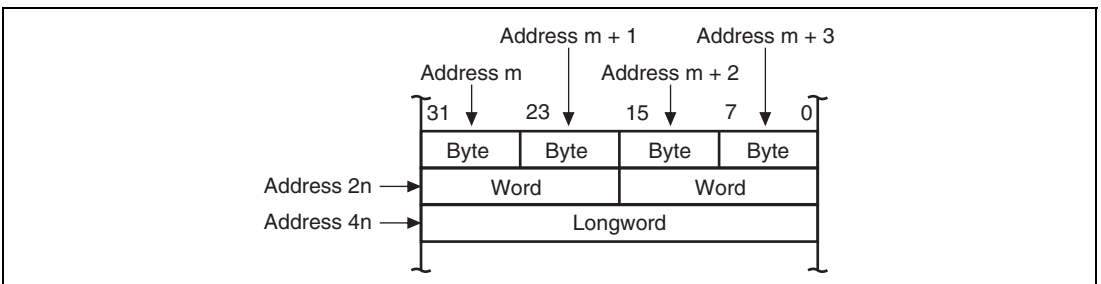 Address m + 1 Address m + 3
Address m Address m + 2
31 23 15 7 0
Byte Byte Byte Byte
Address 2n Word Word
Address 4n Longword